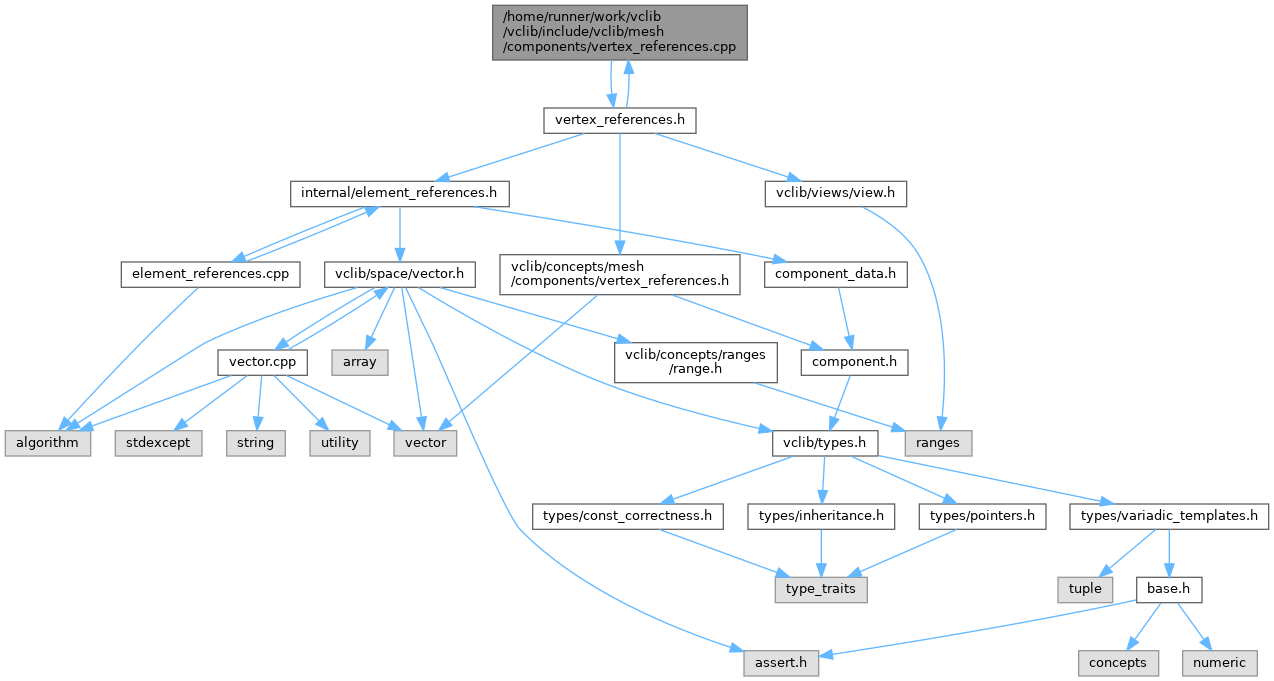 /home/runner/work/vclib
/vclib/include/vclib/mesh
/components/vertex_references.cpp
vertex_references.h
internal/element_references.h
vclib/views/view.h
element_references.cpp
vclib/space/vector.h
vclib/concepts/mesh
/components/vertex_references.h
component_data.h
vector.cpp
array
vclib/concepts/ranges
/range.h
component.h
algorithm
stdexcept
string
utility
vector
vclib/types.h
ranges
types/const_correctness.h
types/inheritance.h
types/pointers.h
types/variadic_templates.h
type_traits
tuple
base.h
assert.h
concepts
numeric